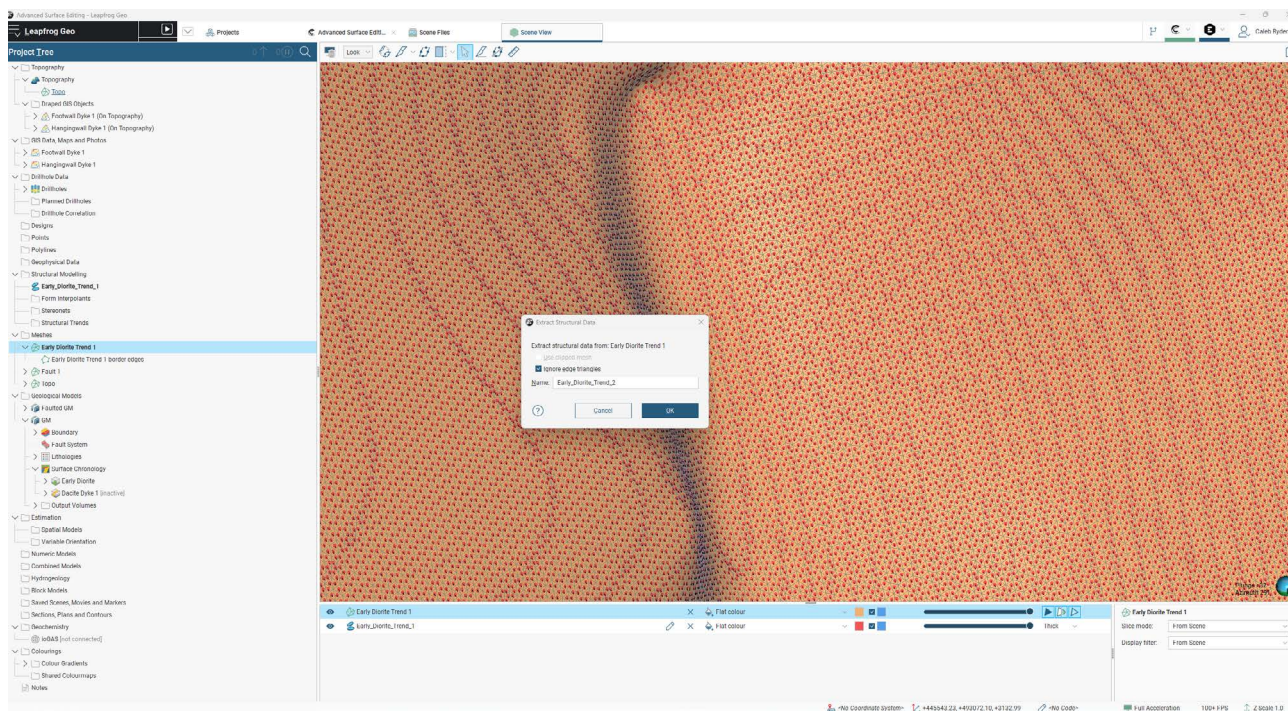 Advanced Surface Editing - Leapfrog Geo
Leapfrog Geo
Projects
Advanced Surface Editi...
Scene Files
Scene View
Caleb Ryder
Project Tree
Look
Topography
Topography
Topo
Draped GIS Objects
Footwall Dyke 1 (On Topography)
Hangingwall Dyke 1 (On Topography)
GIS Data, Maps and Photos
Footwall Dyke 1
Hangingwall Dyke 1
Drillhole Data
Drillholes
Planned Drillholes
Drillhole Correlation
Designs
Points
Polylines
Geophysical Data
Structural Modelling
Early_Diorite_Trend_1
Form Interpolants
Stereonets
Structural Trends
Meshes
Early Diorite Trend 1
Early Diorite Trend 1 border edges
Fault 1
Topo
Geological Models
Faulted GM
GM
Boundary
Fault System
Lithologies
Surface Chronology
Early Diorite
Dacite Dyke 1 [inactive]
Output Volumes
Estimation
Spatial Models
Variable Orientation
Numeric Models
Combined Models
Hydrogeology
Block Models
Saved Scenes, Movies and Markers
Sections, Plans and Contours
Geochemistry
ioGAS [not connected]
Colourings
Colour Gradients
Shared Colourmaps
Notes
Extract Structural Data
Extract structural data from: Early Diorite Trend 1
Use clipped mesh
Ignore edge triangles
Name: Early_Diorite_Trend_2
Cancel
OK
Early Diorite Trend 1
Flat colour
Early_Diorite_Trend_1
Flat colour
Thick
Early Diorite Trend 1
Slice mode: From Scene
Display filter: From Scene
<No Coordinate System>
+445543.23, +493072.10, +3132.99
<No Code>
Full Acceleration
100+ FPS
Z Scale 1.0